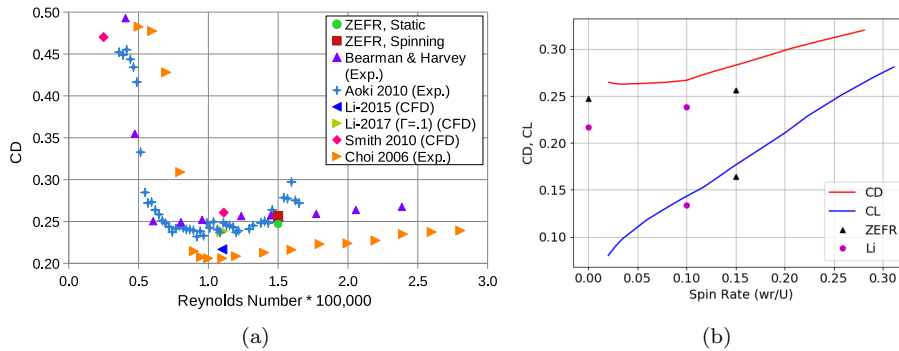 CD
0.50
0.45
0.40
0.35
0.30
0.25
0.20
0.0
0.5
1.0
1.5
2.0
2.5
3.0
Reynolds Number * 100,000
ZEFR, Static
ZEFR, Spinning
Bearman & Harvey
(Exp.)
Aoki 2010 (Exp.)
Li-2015 (CFD)
Li-2017 (Γ=.1) (CFD)
Smith 2010 (CFD)
Choi 2006 (Exp.)
(a)
CD, CL
0.30
0.25
0.20
0.15
0.10
0.00
0.05
0.10
0.15
0.20
0.25
0.30
Spin Rate (wr/U)
CD
CL
ZEFR
Li
(b)